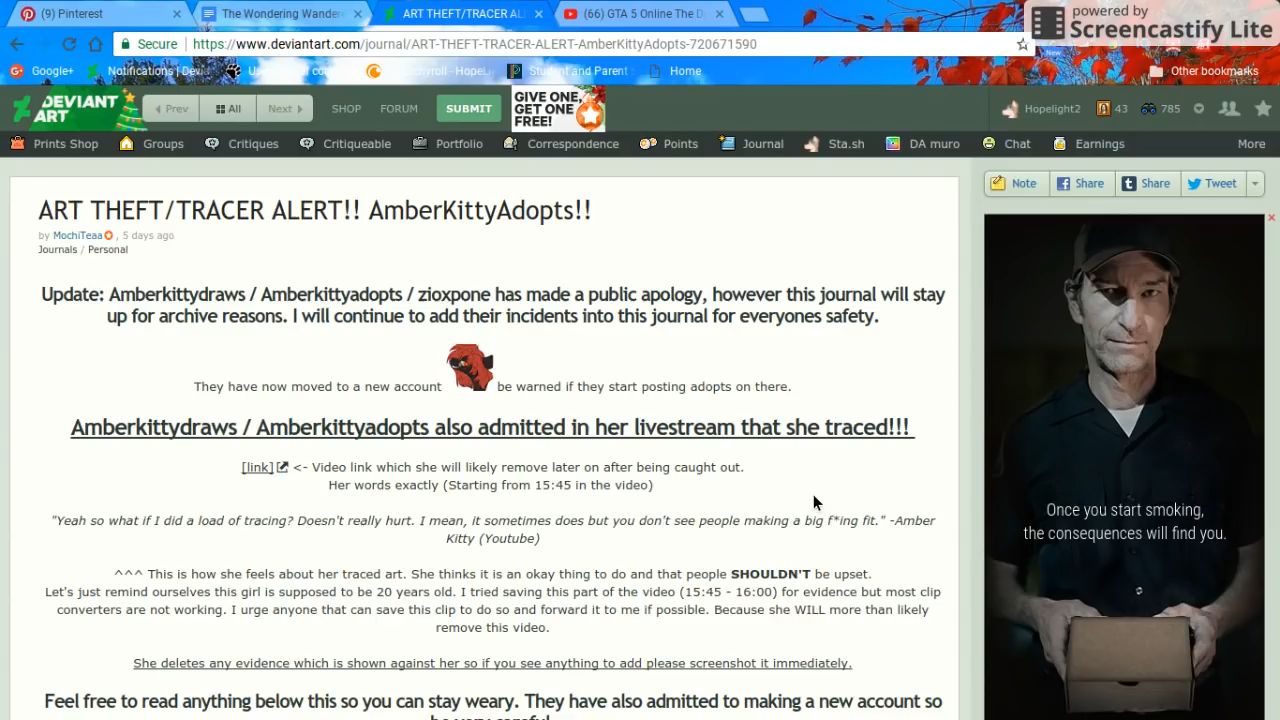 (9) Pinterest
The Wondering Wande
ART THEFT/TRACER AL
(66) GTA 5 Online The D
powered by
Screencastify Lite
Secure
https://www.deviantart.com/journal/ART-THEFT-TRACER-ALERT-AmberKittyAdopts-720671590
Google+
Notifications | Devi
Student and Parent
Home
New
Other bookmarks
DEVIANT ART
Prev
All
Next
SHOP
FORUM
SUBMIT
GIVE ONE, GET ONE FREE!
Hopelight2
43
785
Prints Shop
Groups
Critiques
Critiqueable
Portfolio
Correspondence
Points
Journal
Sta.sh
DA muro
Chat
Earnings
More
Note
Share
Share
Tweet
ART THEFT/TRACER ALERT!! AmberKittyAdopts!!
by MochiTeaa , 5 days ago
Journals / Personal
Update: Amberkittydraws / Amberkittyadopts / zioxpone has made a public apology, however this journal will stay
up for archive reasons. I will continue to add their incidents into this journal for everyones safety.
They have now moved to a new account be warned if they start posting adopts on there.
Amberkittydraws / Amberkittyadopts also admitted in her livestream that she traced!!!
[link] <- Video link which she will likely remove later on after being caught out.
Her words exactly (Starting from 15:45 in the video)
"Yeah so what if I did a load of tracing? Doesn't really hurt. I mean, it sometimes does but you don't see people making a big f*ing fit." -Amber
Kitty (Youtube)
^^^ This is how she feels about her traced art. She thinks it is an okay thing to do and that people SHOULDN'T be upset.
Let's just remind ourselves this girl is supposed to be 20 years old. I tried saving this part of the video (15:45 - 16:00) for evidence but most clip
converters are not working. I urge anyone that can save this clip to do so and forward it to me if possible. Because she WILL more than likely
remove this video.
She deletes any evidence which is shown against her so if you see anything to add please screenshot it immediately.
Feel free to read anything below this so you can stay weary. They have also admitted to making a new account so
be very careful
Once you start smoking,
the consequences will find you.